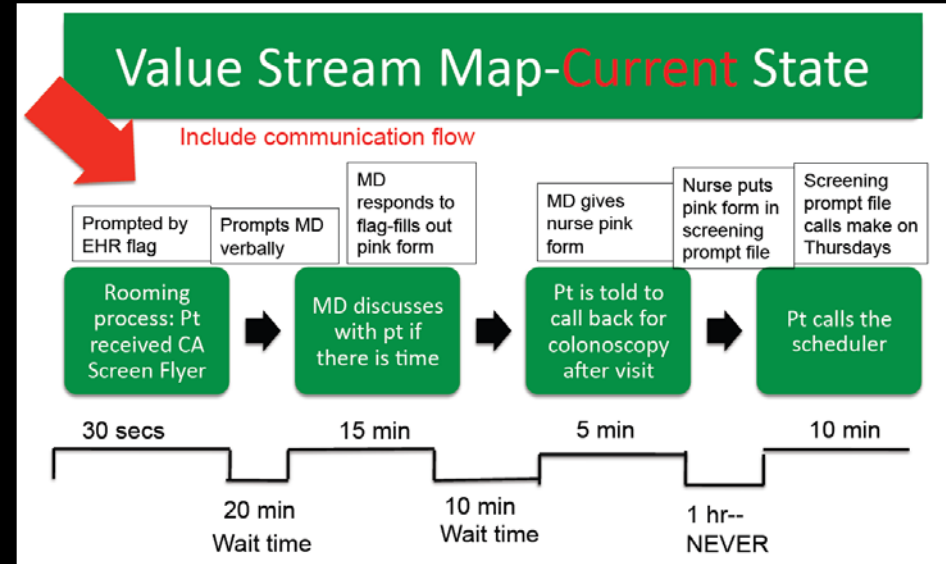 Value Stream Map-Current State
Include communication flow
Prompted by
EHR flag
Prompts MD
verbally
MD
responds to
flag-fills out
pink form
MD gives
nurse pink
form
Nurse puts
pink form in
screening
prompt file
Screening
prompt file
calls make on
Thursdays
Rooming
process: Pt
received CA
Screen Flyer
MD discusses
with pt if
there is time
Pt is told to
call back for
colonoscopy
after visit
Pt calls the
scheduler
30 secs
15 min
5 min
10 min
20 min
Wait time
10 min
Wait time
1 hr--
NEVER